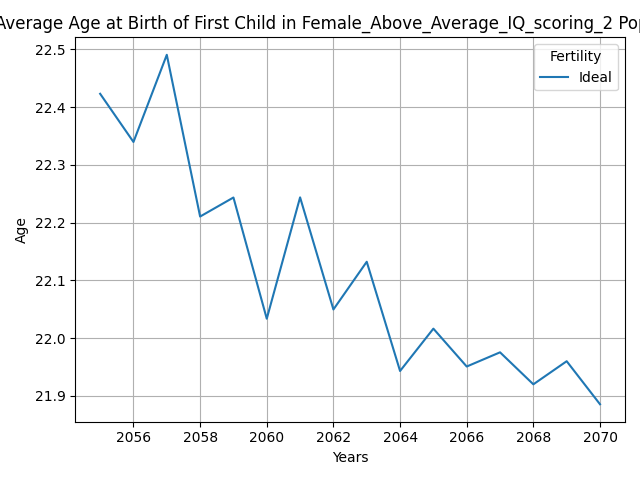 Average Age at Birth of First Child in Female_Above_Average_IQ_scoring_2
Fertility
Ideal
22.5
22.4
22.3
22.2
22.1
22.0
21.9
Age
2056 2058 2060 2062 2064 2066 2068 2070
Years